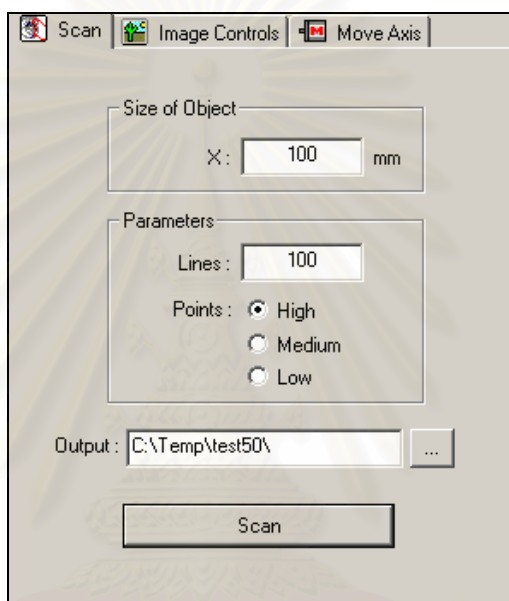 Scan Image Controls Move Axis
Size of Object
X : 100 mm
Parameters
Lines : 100
Points : High
Medium
Low
Output : C:\Temp\test50\ ...
Scan